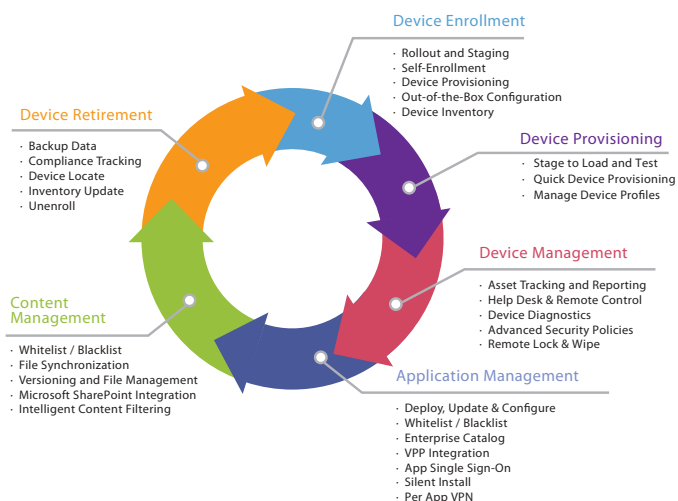 Device Enrollment
· Rollout and Staging
· Self-Enrollment
· Device Provisioning
· Out-of-the-Box Configuration
· Device Inventory
Device Provisioning
· Stage to Load and Test
· Quick Device Provisioning
· Manage Device Profiles
Device Management
· Asset Tracking and Reporting
· Help Desk & Remote Control
· Device Diagnostics
· Advanced Security Policies
· Remote Lock & Wipe
Application Management
· Deploy, Update & Configure
· Whitelist / Blacklist
· Enterprise Catalog
· VPP Integration
· App Single Sign-On
· Silent Install
· Per App VPN
Content
Management
· Whitelist / Blacklist
· File Synchronization
· Versioning and File Management
· Microsoft SharePoint Integration
· Intelligent Content Filtering
Device Retirement
· Backup Data
· Compliance Tracking
· Device Locate
· Inventory Update
· Unenroll